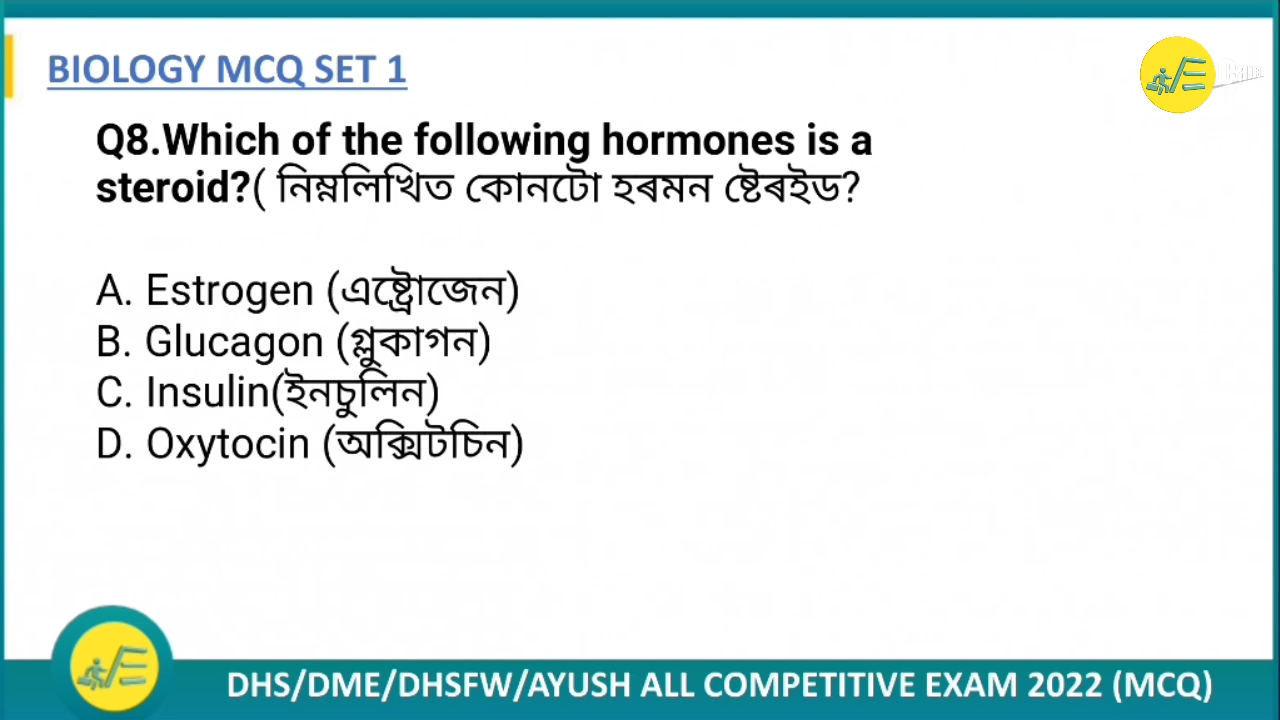 BIOLOGY MCQ SET 1
Q8.Which of the following hormones is a
steroid?( নিম্নলিখিত কোনটো হৰমন ষ্টেৰইড?
A. Estrogen (এষ্ট্ৰোজেন)
B. Glucagon (গ্লুকাগন)
C. Insulin(ইনচুলিন)
D. Oxytocin (অক্সিটচিন)
DHS/DME/DHSFW/AYUSH ALL COMPETITIVE EXAM 2022 (MCQ)